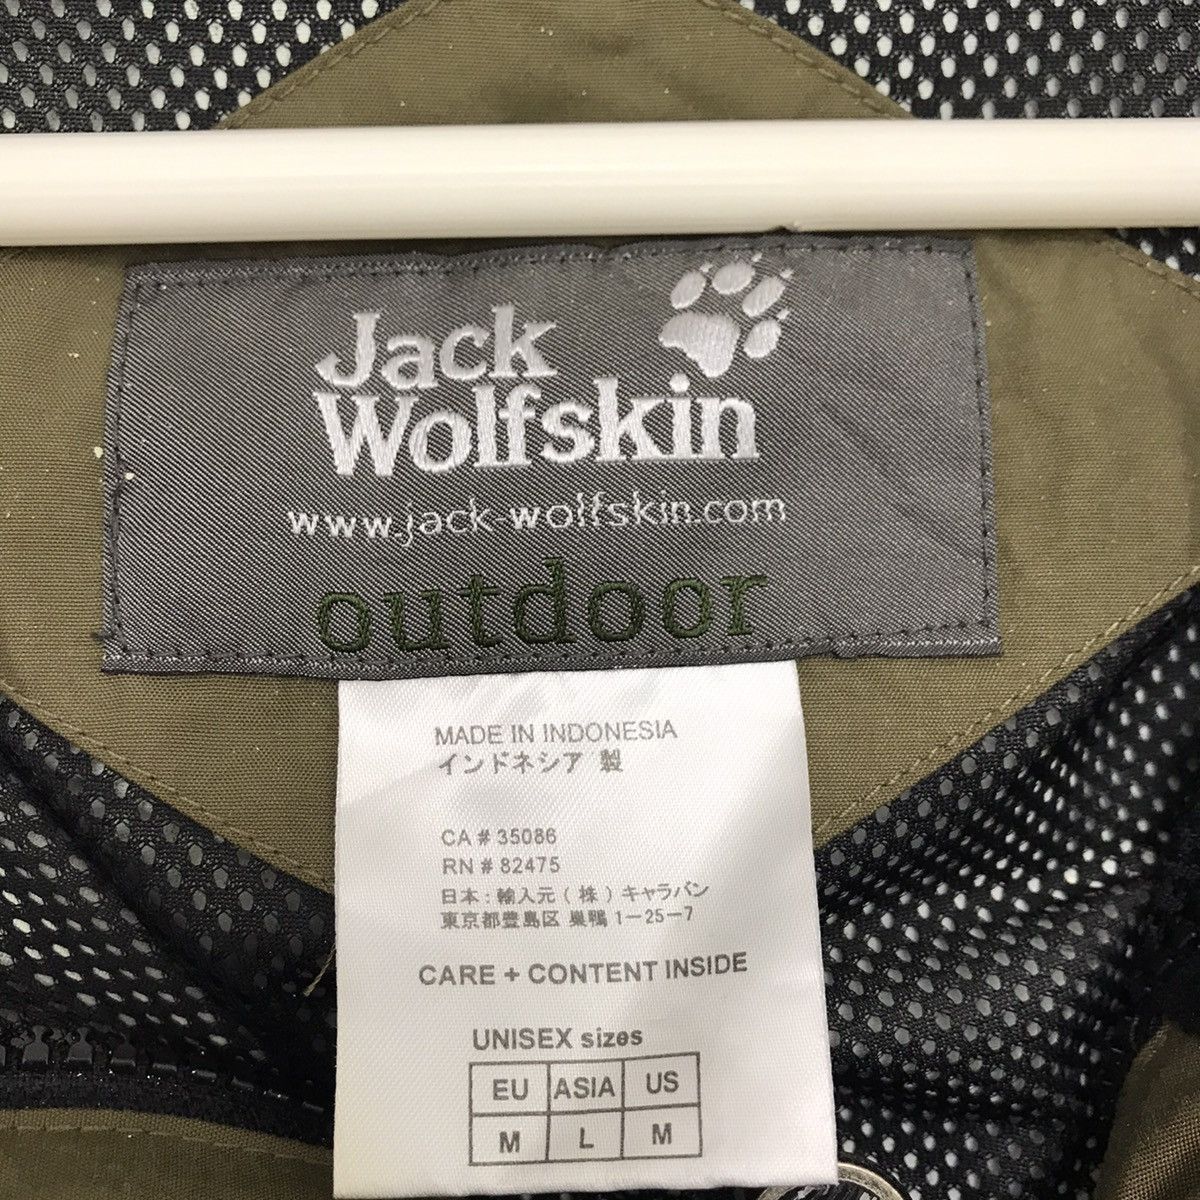 Jack
Wolfskin
www.jack-wolfskin.com
outdoor
MADE IN INDONESIA
インドネシア 製
CA # 35086
RN # 82475
日本：輸入元（株）キャラバン
東京都豊島区 巣鴨 1-25-7
CARE + CONTENT INSIDE
UNISEX sizes
EU ASIA US
M L M